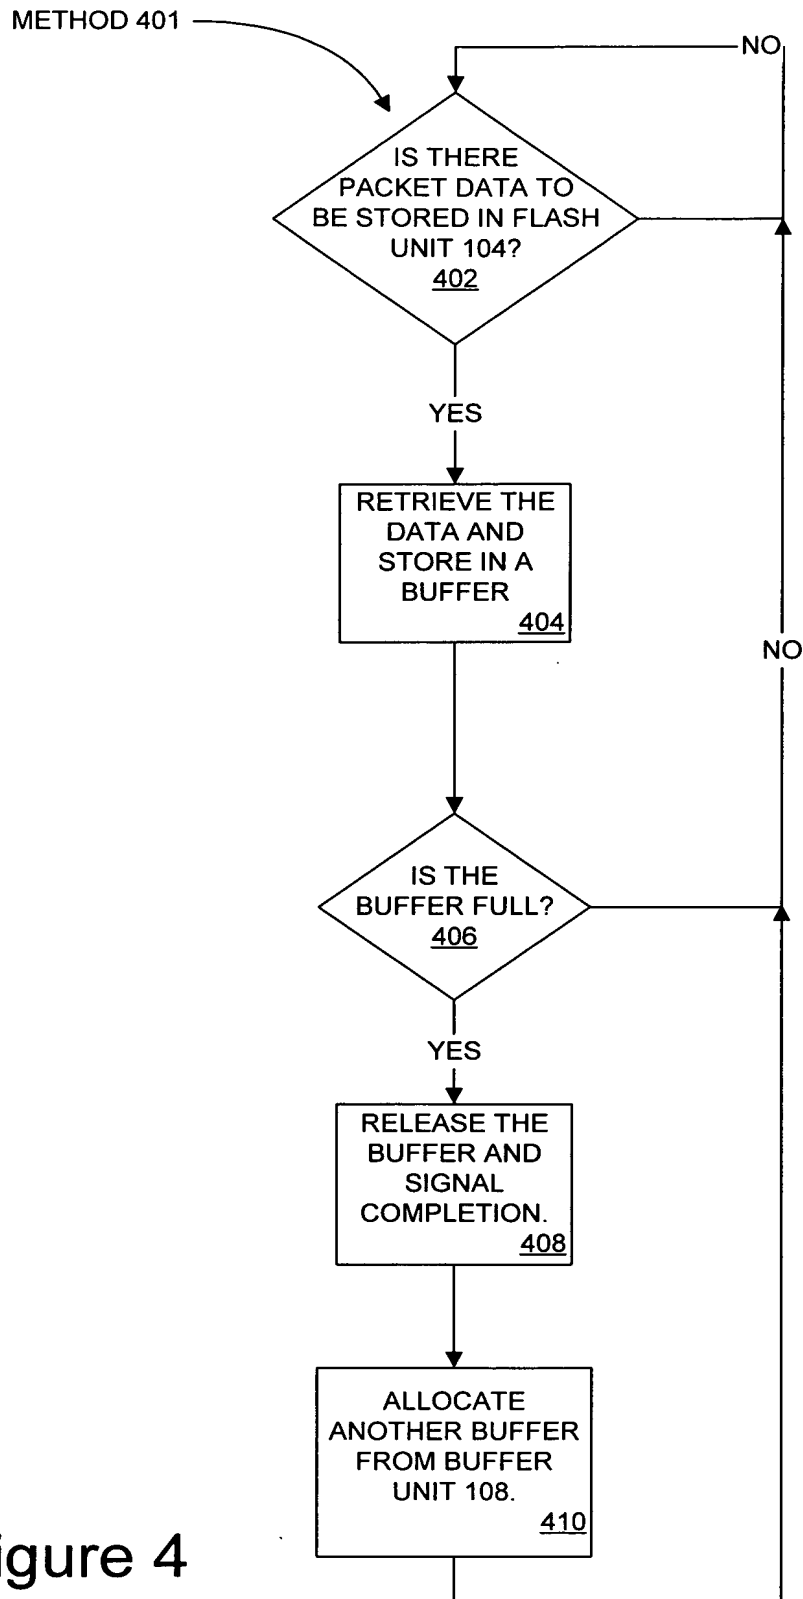 METHOD 401
NO
IS THERE
PACKET DATA TO
BE STORED IN FLASH
UNIT 104?
402
YES
RETRIEVE THE
DATA AND
STORE IN A
BUFFER
404
NO
IS THE
BUFFER FULL?
406
YES
RELEASE THE
BUFFER AND
SIGNAL
COMPLETION.
408
ALLOCATE
ANOTHER BUFFER
FROM BUFFER
UNIT 108.
410
igure 4